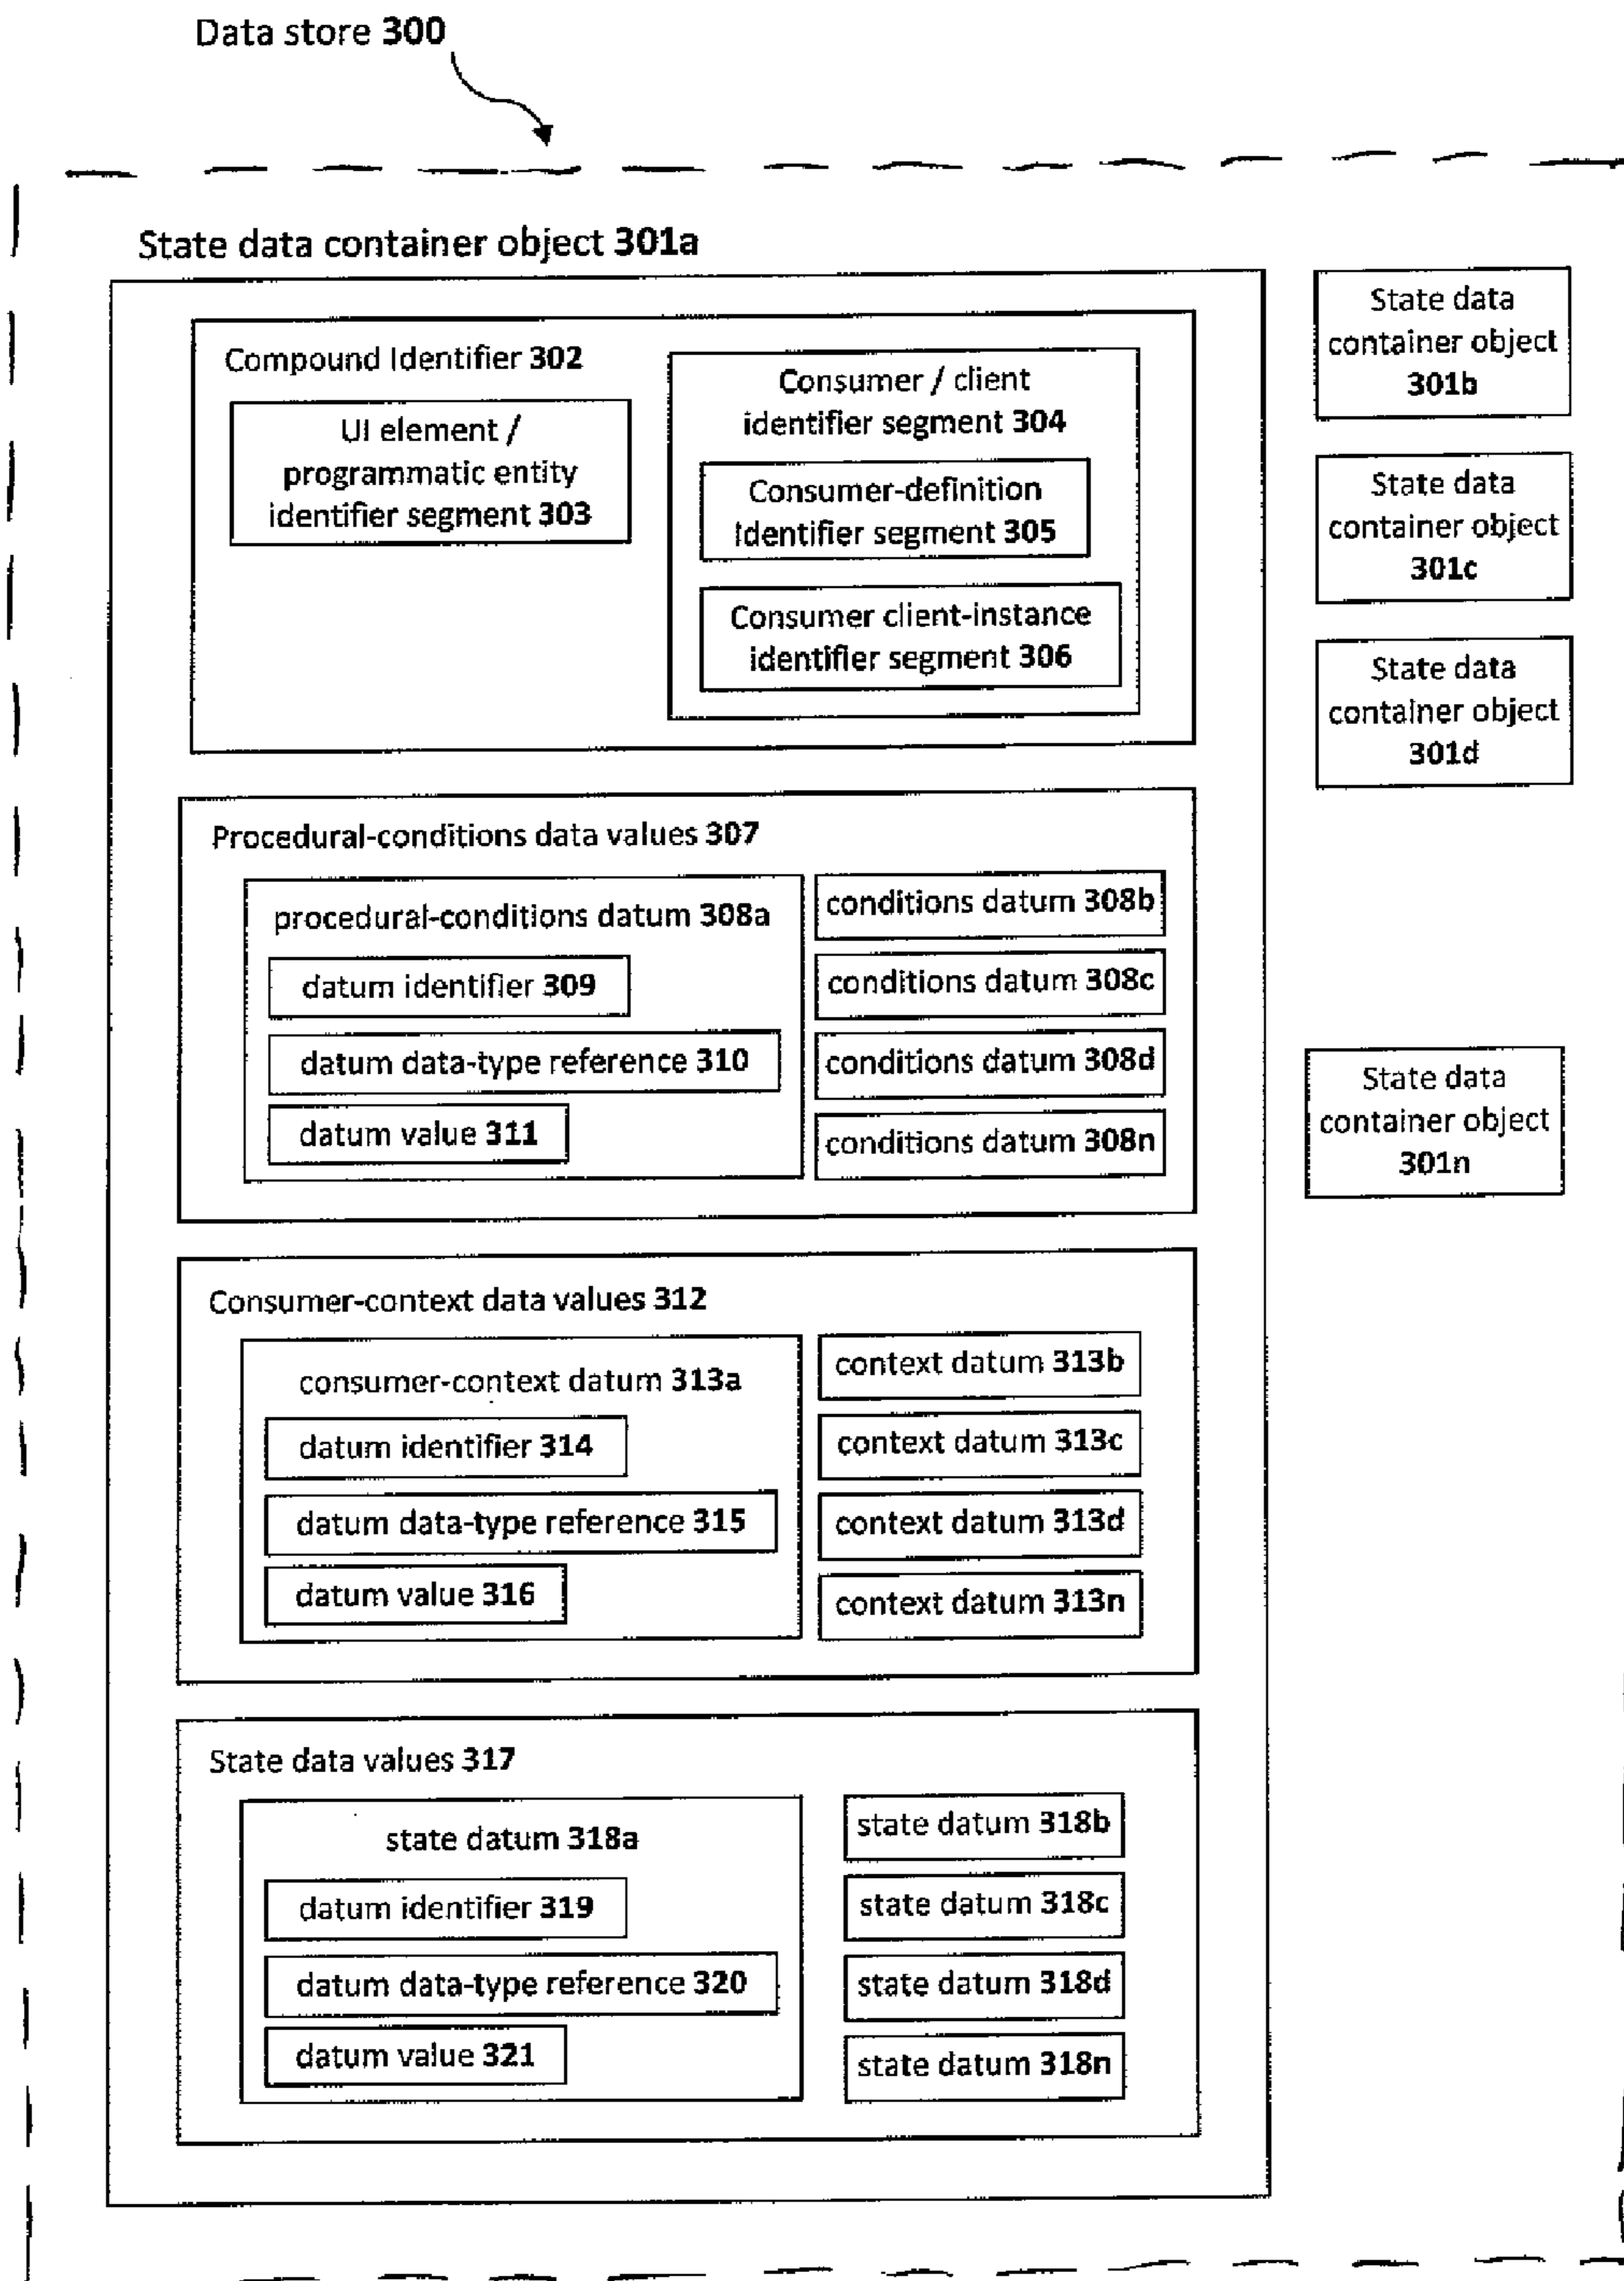 Data store 300
State data container object 301a
Compound Identifier 302
UI element /
programmatic entity
identifier segment 303
Consumer / client
identifier segment 304
Consumer-definition
identifier segment 305
Consumer client-instance
identifier segment 306
Procedural-conditions data values 307
procedural-conditions datum 308a
datum identifier 309
datum data-type reference 310
datum value 311
conditions datum 308b
conditions datum 308c
conditions datum 308d
conditions datum 308n
Consumer-context data values 312
consumer-context datum 313a
datum identifier 314
datum data-type reference 315
datum value 316
context datum 313b
context datum 313c
context datum 313d
context datum 313n
State data values 317
state datum 318a
datum identifier 319
datum data-type reference 320
datum value 321
state datum 318b
state datum 318c
state datum 318d
state datum 318n
State data
container object
301b
State data
container object
301c
State data
container object
301d
State data
container object
301n